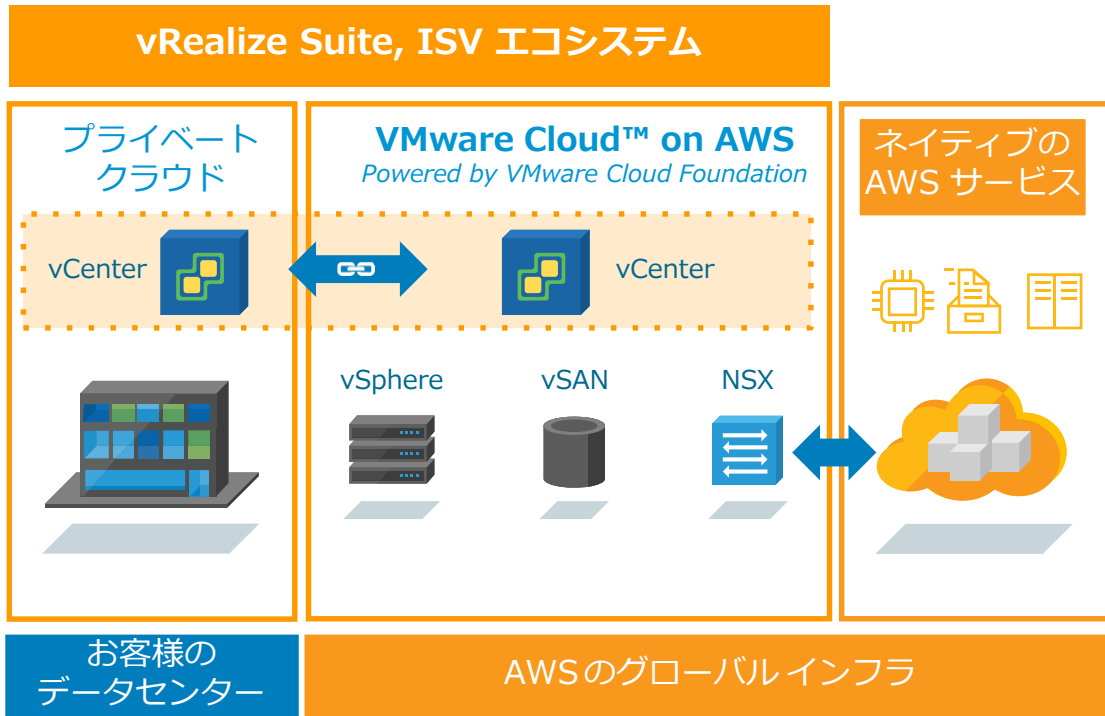 vRealize Suite, ISV エコシステム
プライベート
クラウド
VMware Cloud™ on AWS
Powered by VMware Cloud Foundation
ネイティブの
AWS サービス
vCenter
vCenter
vSphere
vSAN
NSX
お客様の
データセンター
AWSのグローバル インフラ